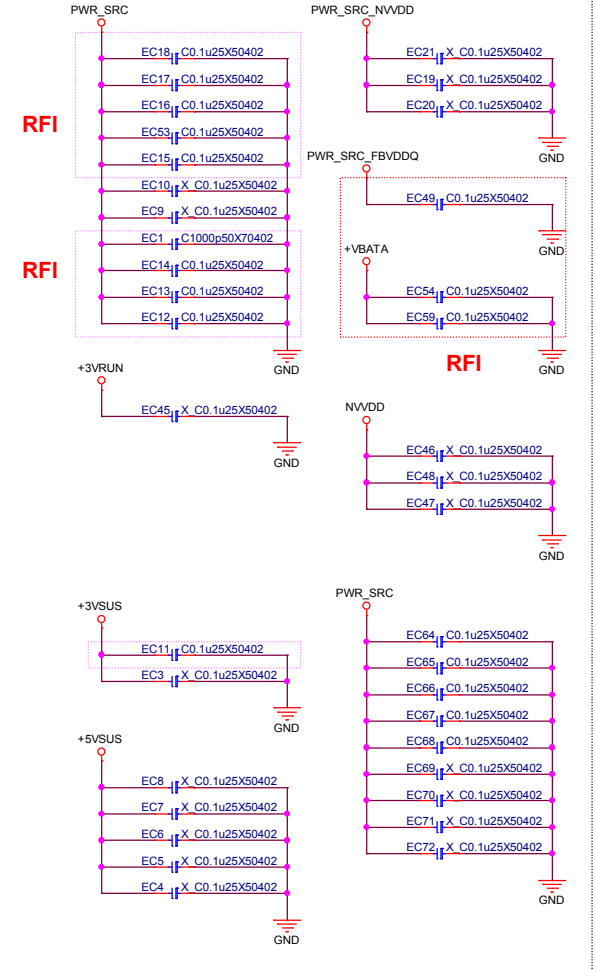 PWR_SRC
EC18 C0.1u25X50402
EC17 C0.1u25X50402
EC16 C0.1u25X50402
RFI
EC53 C0.1u25X50402
EC15 C0.1u25X50402
EC10 X_C0.1u25X50402
EC9 X_C0.1u25X50402
EC1 C1000p50X70402
RFI
EC14 C0.1u25X50402
EC13 C0.1u25X50402
EC12 C0.1u25X50402
GND
+3VRUN
EC45 X_C0.1u25X50402
GND
+3VSUS
EC11 C0.1u25X50402
EC3 X_C0.1u25X50402
GND
+5VSUS
EC8 X_C0.1u25X50402
EC7 X_C0.1u25X50402
EC6 X_C0.1u25X50402
EC5 X_C0.1u25X50402
EC4 X_C0.1u25X50402
GND
PWR_SRC_NVVDD
EC21 X_C0.1u25X50402
EC19 X_C0.1u25X50402
EC20 X_C0.1u25X50402
GND
PWR_SRC_FBVDDQ
EC49 C0.1u25X50402
GND
+VBATA
EC54 C0.1u25X50402
EC59 C0.1u25X50402
RFI
GND
NVVDD
EC46 X_C0.1u25X50402
EC48 X_C0.1u25X50402
EC47 X_C0.1u25X50402
GND
PWR_SRC
EC64 C0.1u25X50402
EC65 C0.1u25X50402
EC66 C0.1u25X50402
EC67 C0.1u25X50402
EC68 C0.1u25X50402
EC69 X_C0.1u25X50402
EC70 X_C0.1u25X50402
EC71 X_C0.1u25X50402
EC72 X_C0.1u25X50402
GND